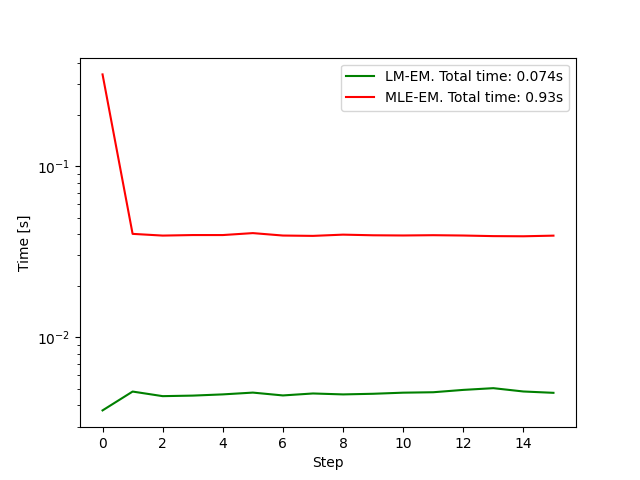 LM-EM. Total time: 0.074s
MLE-EM. Total time: 0.93s
10⁻¹
10⁻²
Time [s]
0 2 4 6 8 10 12 14
Step